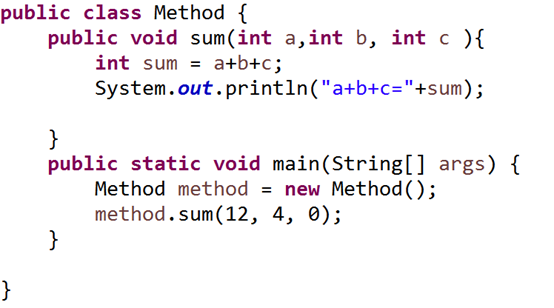 public class Method {
    public void sum(int a,int b, int c ){
        int sum = a+b+c;
        System.out.println("a+b+c="+sum);

    }
    public static void main(String[] args) {
        Method method = new Method();
        method.sum(12, 4, 0);
    }

}